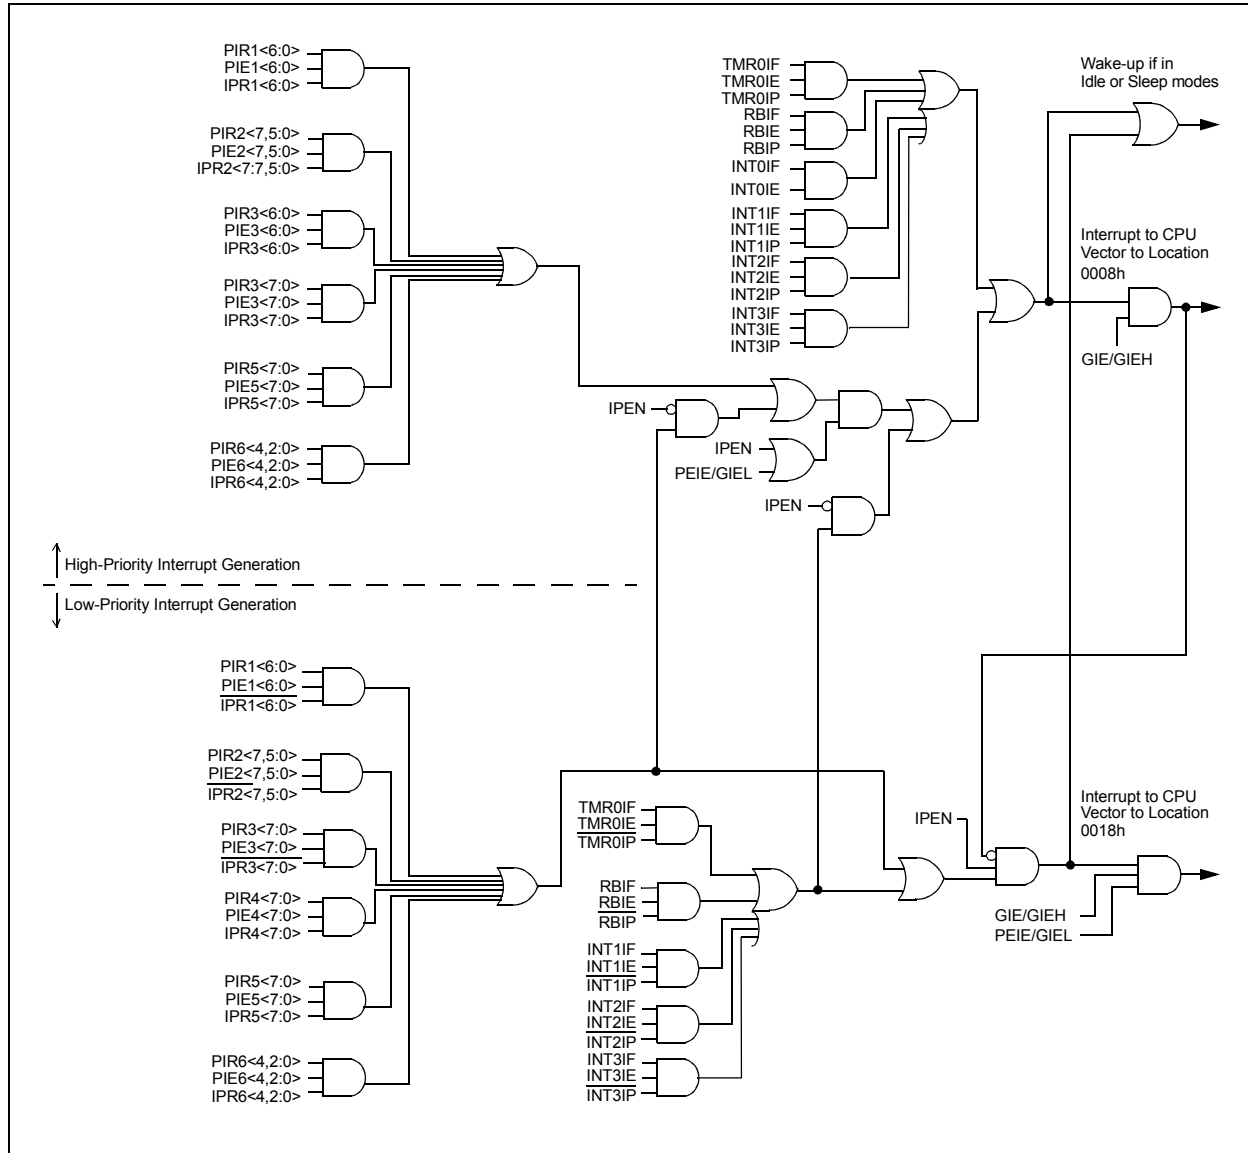 PIR1<6:0>
PIE1<6:0>
IPR1<6:0>
PIR2<7,5:0>
PIE2<7,5:0>
IPR2<7:7,5:0>
PIR3<6:0>
PIE3<6:0>
IPR3<6:0>
PIR3<7:0>
PIE3<7:0>
IPR3<7:0>
PIR5<7:0>
PIE5<7:0>
IPR5<7:0>
PIR6<4,2:0>
PIE6<4,2:0>
IPR6<4,2:0>
TMR0IF
TMR0IE
TMR0IP
RBIF
RBIE
RBIP
INT0IF
INT0IE
INT1IF
INT1IE
INT1IP
INT2IF
INT2IE
INT2IP
INT3IF
INT3IE
INT3IP
Wake-up if in
Idle or Sleep modes
Interrupt to CPU
Vector to Location
0008h
GIE/GIEH
IPEN
IPEN
PEIE/GIEL
IPEN
High-Priority Interrupt Generation
Low-Priority Interrupt Generation
PIR1<6:0>
PIE1<6:0>
IPR1<6:0>
PIR2<7,5:0>
PIE2<7,5:0>
IPR2<7,5:0>
PIR3<7:0>
PIE3<7:0>
IPR3<7:0>
PIR4<7:0>
PIE4<7:0>
IPR4<7:0>
PIR5<7:0>
PIE5<7:0>
IPR5<7:0>
PIR6<4,2:0>
PIE6<4,2:0>
IPR6<4,2:0>
TMR0IF
TMR0IE
TMR0IP
RBIF
RBIE
RBIP
INT1IF
INT1IE
INT1IP
INT2IF
INT2IE
INT2IP
INT3IF
INT3IE
INT3IP
IPEN
Interrupt to CPU
Vector to Location
0018h
GIE/GIEH
PEIE/GIEL